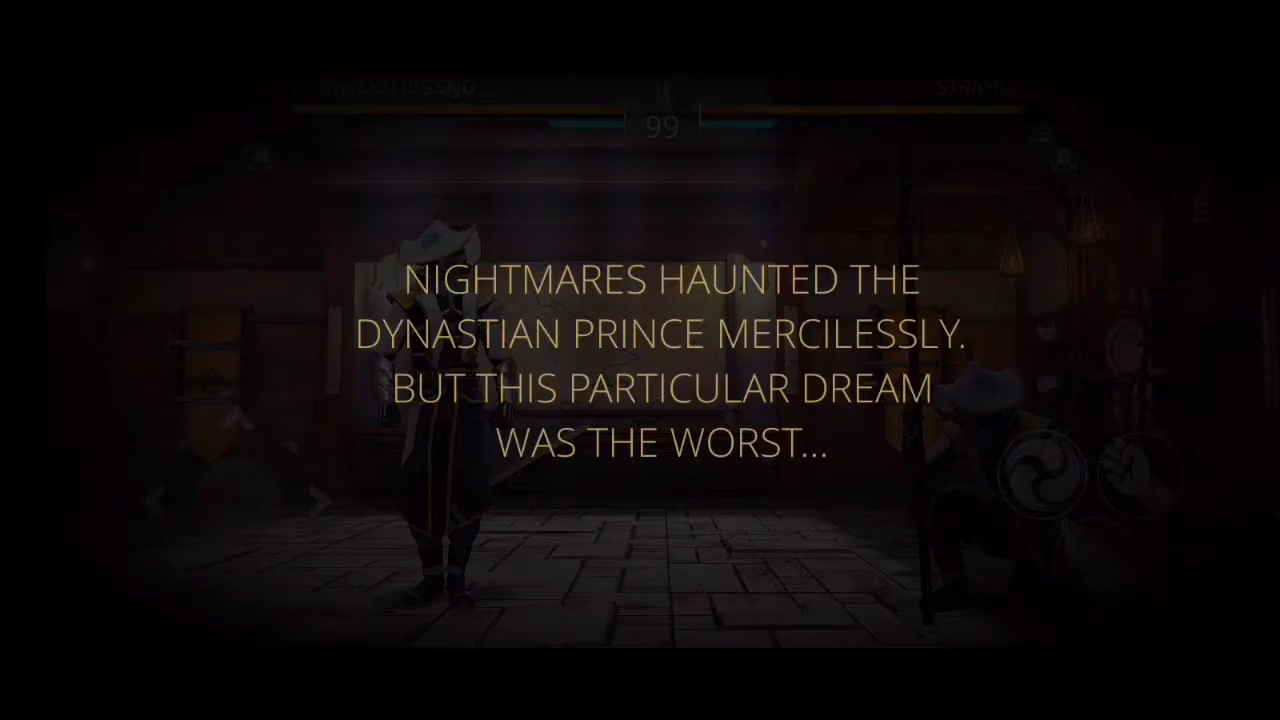 99
NIGHTMARES HAUNTED THE
DYNASTIAN PRINCE MERCILESSLY.
BUT THIS PARTICULAR DREAM
WAS THE WORST...